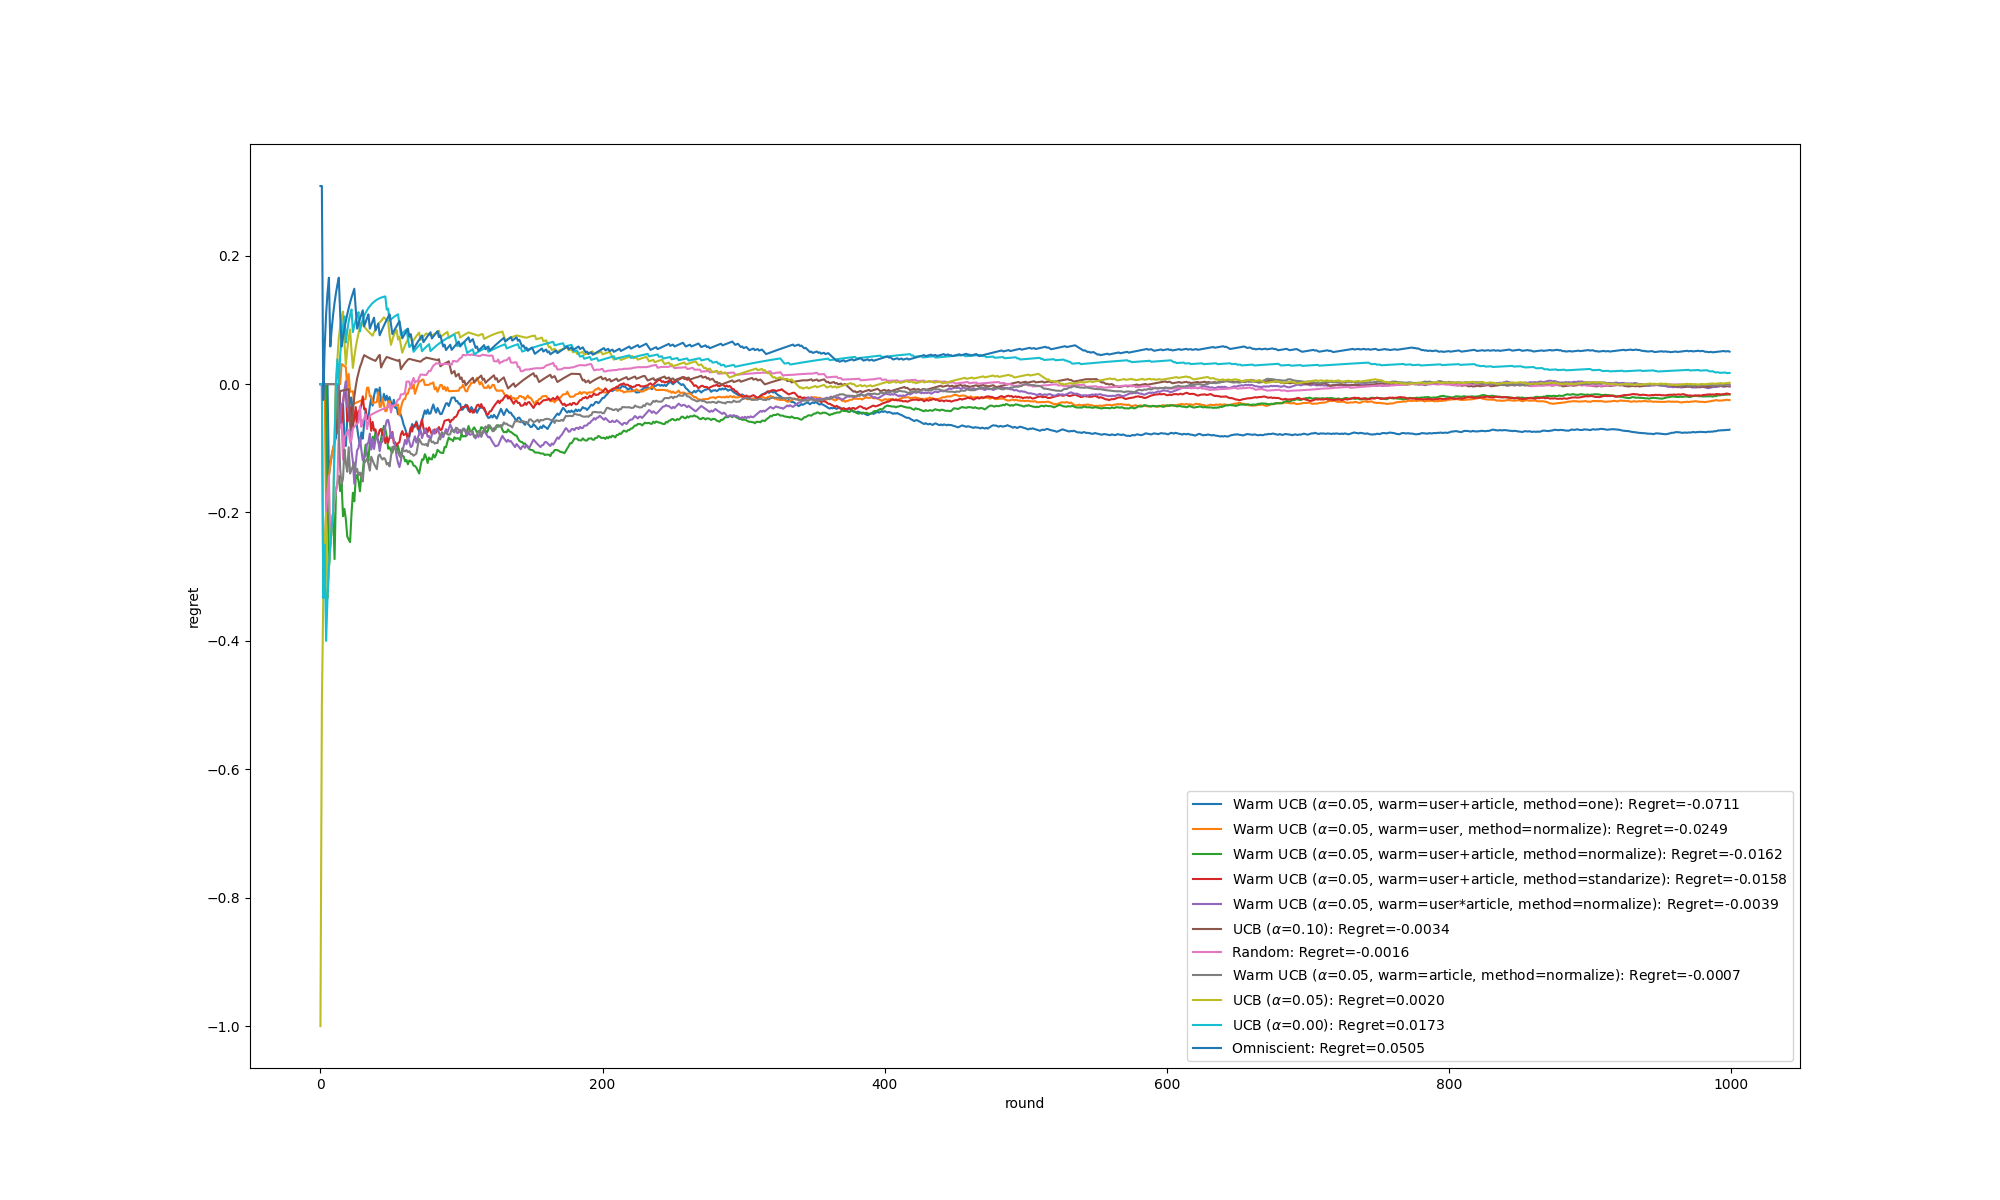 0.2
0.0
−0.2
−0.4
−0.6
−0.8
−1.0
regret
0
200
400
600
800
1000
round
Warm UCB (α=0.05, warm=user+article, method=one): Regret=-0.0711
Warm UCB (α=0.05, warm=user, method=normalize): Regret=-0.0249
Warm UCB (α=0.05, warm=user+article, method=normalize): Regret=-0.0162
Warm UCB (α=0.05, warm=user+article, method=standarize): Regret=-0.0158
Warm UCB (α=0.05, warm=user*article, method=normalize): Regret=-0.0039
UCB (α=0.10): Regret=-0.0034
Random: Regret=-0.0016
Warm UCB (α=0.05, warm=article, method=normalize): Regret=-0.0007
UCB (α=0.05): Regret=0.0020
UCB (α=0.00): Regret=0.0173
Omniscient: Regret=0.0505